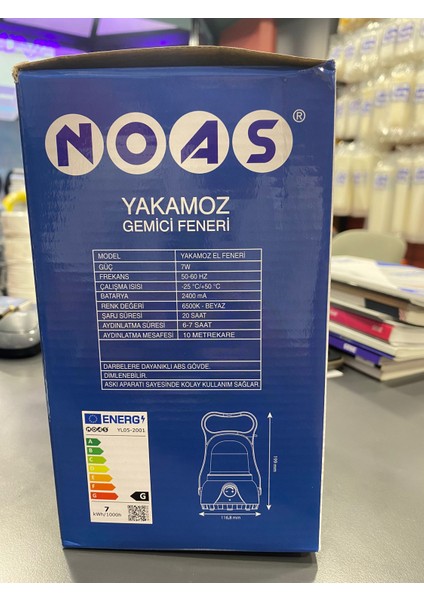 NOAS®
YAKAMOZ
GEMİCİ FENERİ
MODEL YAKAMOZ EL FENERİ
GÜÇ 7W
FREKANS 50-60 HZ
ÇALIŞMA ISISI -25 °C/+50 °C
BATARYA 2400 mA
RENK DEĞERİ 6500K - BEYAZ
ŞARJ SÜRESİ 20 SAAT
AYDINLATMA SÜRESİ 6-7 SAAT
AYDINLATMA MESAFESİ 10 METREKARE
DARBELERE DAYANIKLI ABS GÖVDE.
DİMLENEBİLİR.
ASKI APARATI SAYESİNDE KOLAY KULLANIM SAĞLAR
ENERG
NOAS YL05-2001
A
B
C
D
E
F
G
G
7
kWh/1000h
116,8 mm